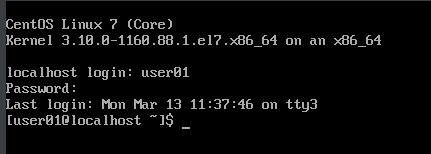 CentOS Linux 7 (Core)
Kernel 3.10.0-1160.88.1.el7.x86_64 on an x86_64
localhost login: user01
Password:
Last login: Mon Mar 13 11:37:46 on tty3
[user01@localhost ~]$ _